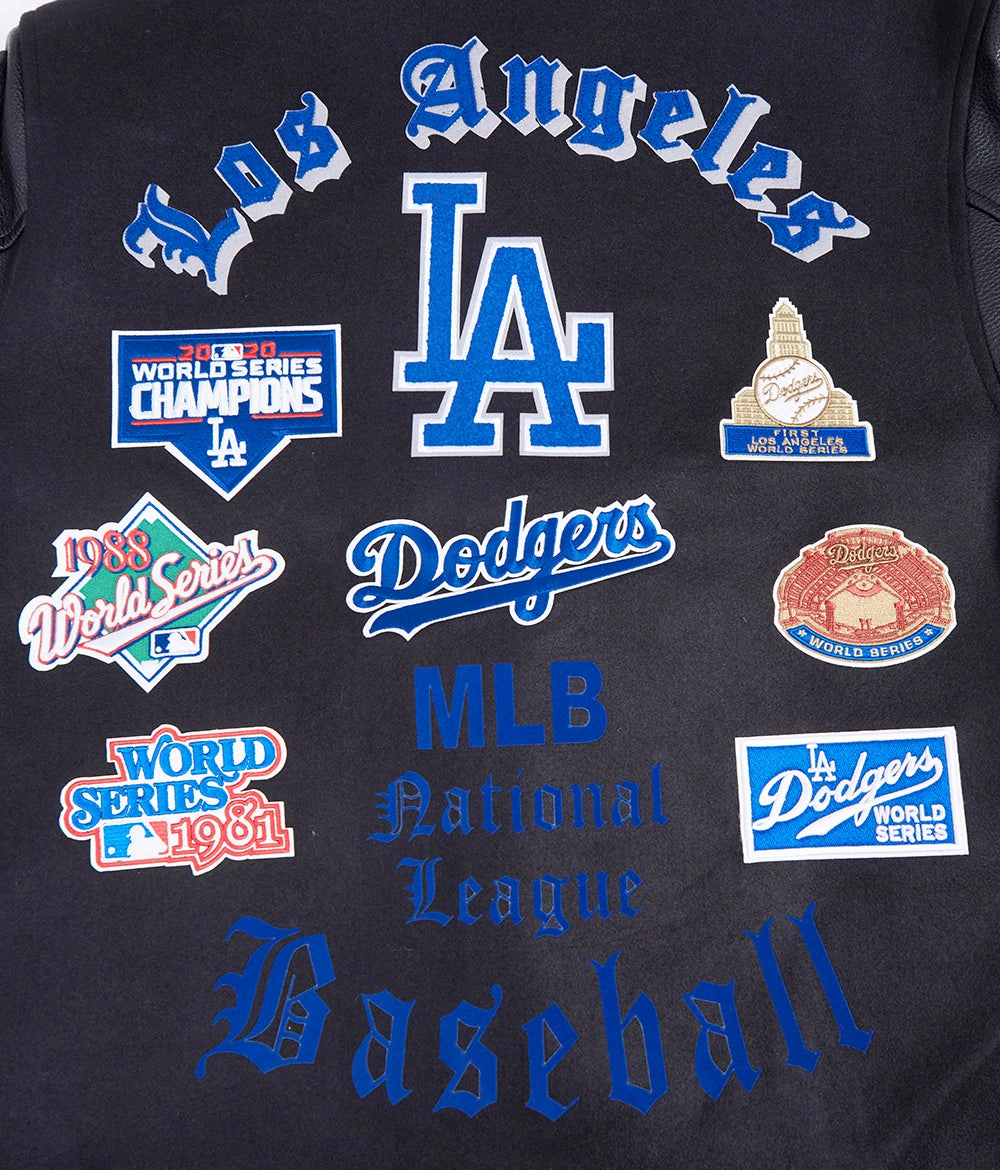 Los Angeles
LA
2020
WORLD SERIES
CHAMPIONS
LA
Dodgers
FIRST
LOS ANGELES
WORLD SERIES
1988
World Series
Dodgers
Dodgers
WORLD SERIES
MLB
WORLD
SERIES
1981
National
League
LA
Dodgers
WORLD
SERIES
Baseball